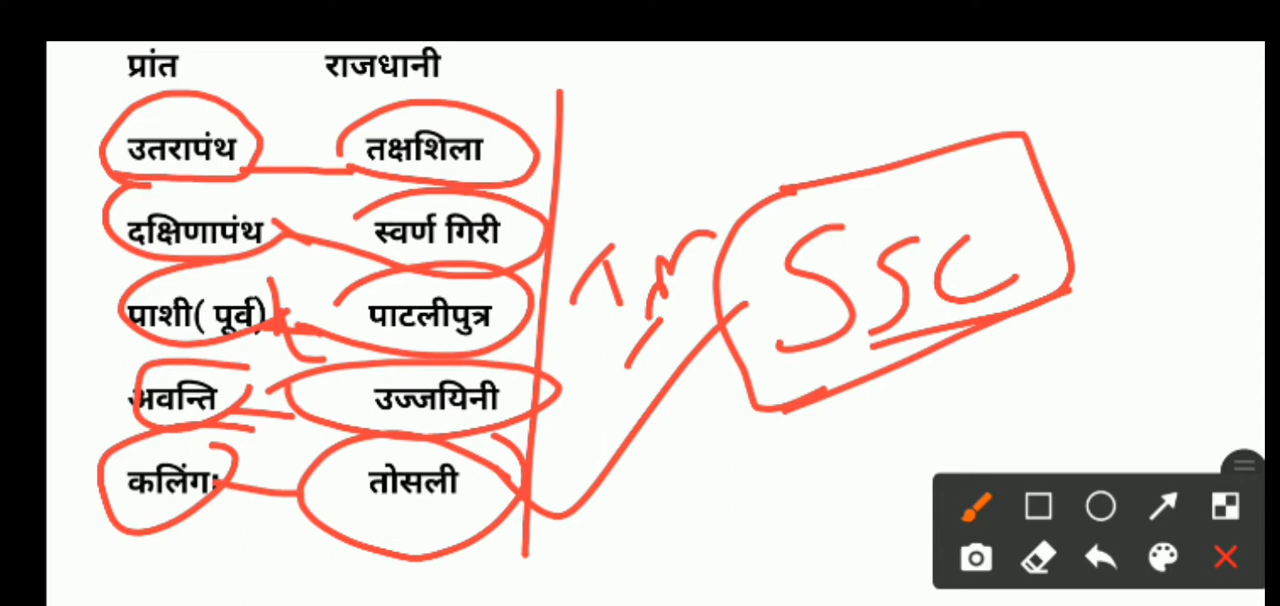 प्रांत राजधानी
उतरापंथ तक्षशिला
दक्षिणापंथ स्वर्ण गिरी
पाशी( पूर्व) पाटलीपुत्र
अवन्ति उज्जयिनी
कलिंगः तोसली
SSC